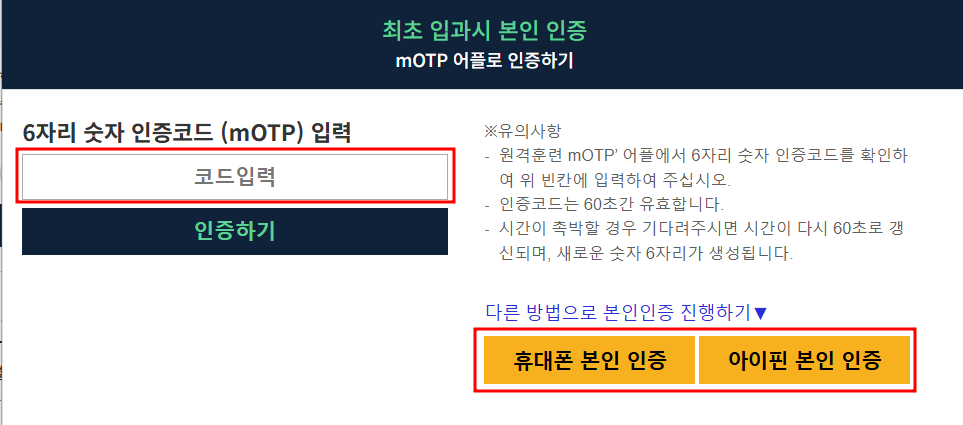 최초 입과시 본인 인증
mOTP 어플로 인증하기
6자리 숫자 인증코드 (mOTP) 입력
코드입력
인증하기
※유의사항
- 원격훈련 mOTP’ 어플에서 6자리 숫자 인증코드를 확인하
여 위 빈칸에 입력하여 주십시오.
- 인증코드는 60초간 유효합니다.
- 시간이 촉박할 경우 기다려주시면 시간이 다시 60초로 갱
신되며, 새로운 숫자 6자리가 생성됩니다.
다른 방법으로 본인인증 진행하기▼
휴대폰 본인 인증
아이핀 본인 인증